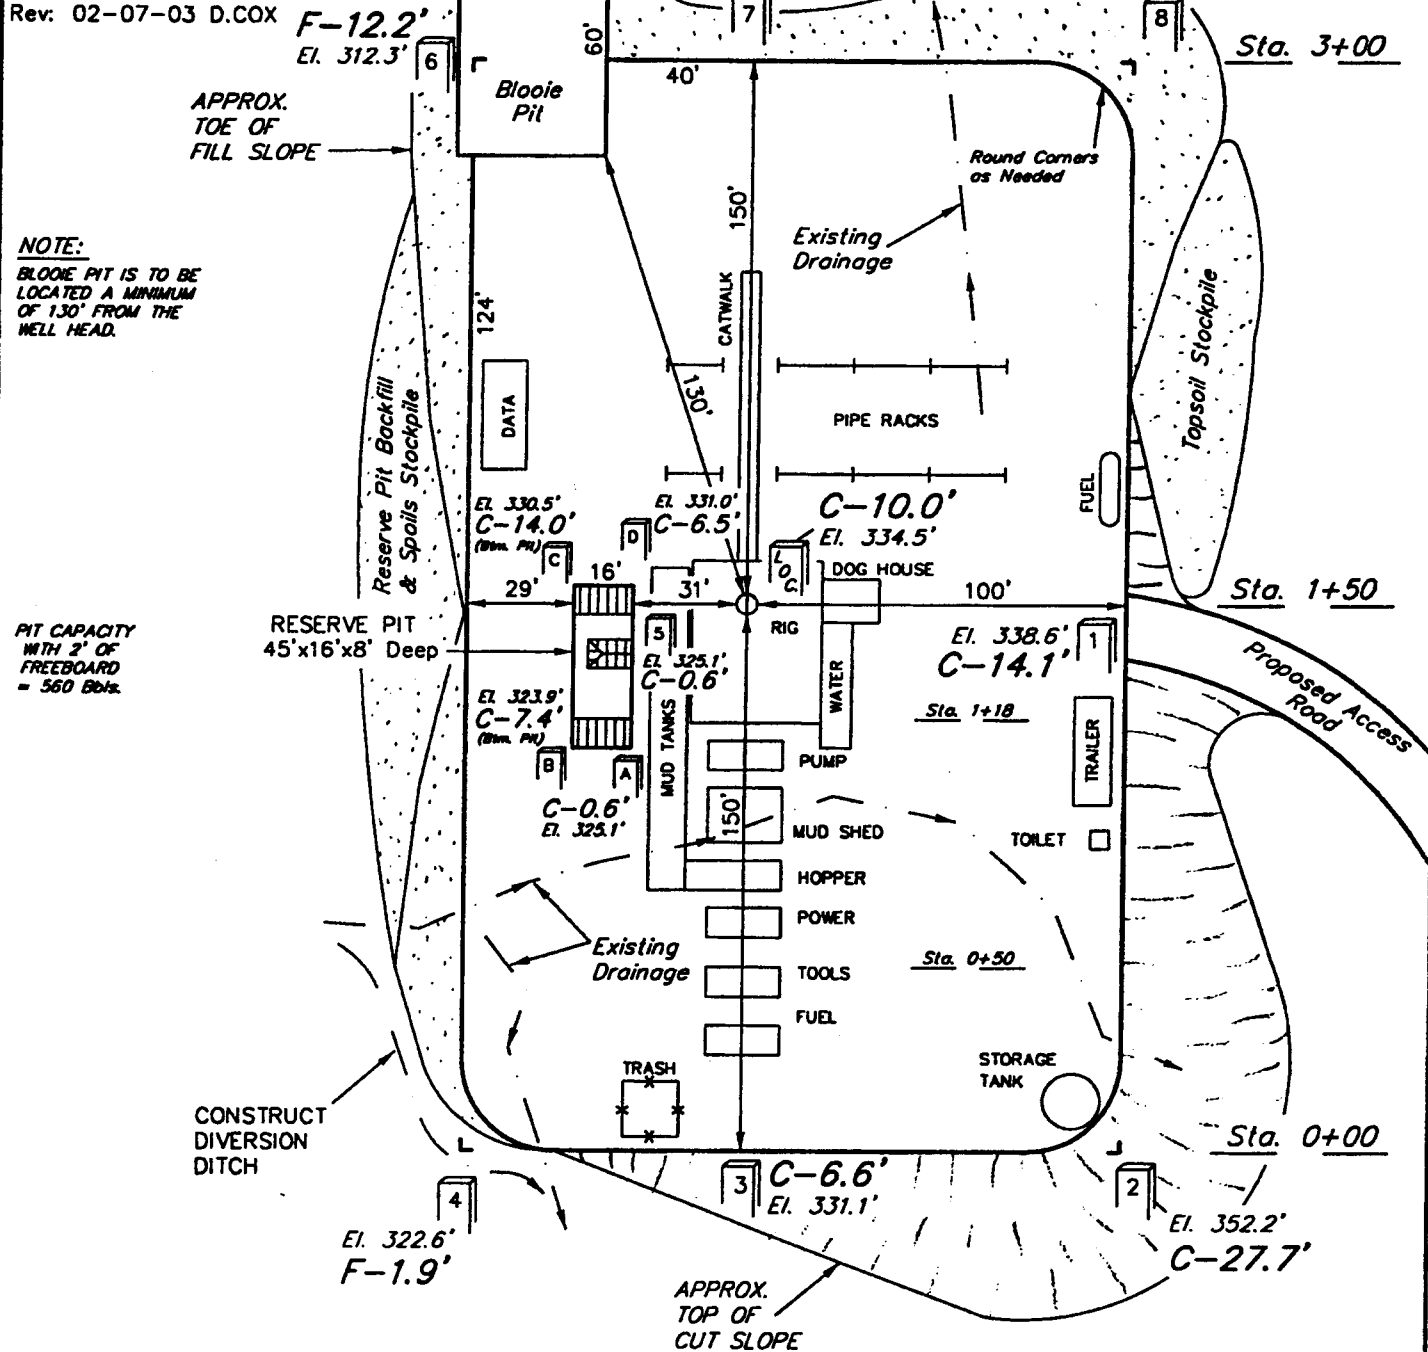 Rev: 02-07-03 D.COX
F-12.2'
El. 312.3'
6
7
8
Sta. 3+00
60'
40'
Blooie
Pit
APPROX.
TOE OF
FILL SLOPE
Round Corners
as Needed
150'
Existing
Drainage
NOTE:
BLOOIE PIT IS TO BE
LOCATED A MINIMUM
OF 130' FROM THE
WELL HEAD.
124'
CATWALK
Topsoil Stockpile
Reserve Pit Backfill
& Spoils Stockpile
DATA
130'
PIPE RACKS
FUEL
El. 330.5'
C-14.0'
(Btm. Pit)
El. 331.0'
C-6.5'
C-10.0'
El. 334.5'
D
C
LOC.
DOG HOUSE
16'
29'
31'
100'
Sta. 1+50
RIG
PIT CAPACITY
WITH 2' OF
FREEBOARD
= 560 Bbls.
RESERVE PIT
45'x16'x8' Deep
5
El. 325.1'
C-0.6'
El. 338.6'
C-14.1'
1
Proposed Access
Road
El. 323.9'
C-7.4'
(Btm. Pit)
MUD TANKS
WATER
Sta. 1+18
TRAILER
B
A
PUMP
C-0.6'
El. 325.1'
150'
MUD SHED
TOILET
HOPPER
POWER
Existing
Drainage
Sta. 0+50
TOOLS
FUEL
TRASH
STORAGE
TANK
CONSTRUCT
DIVERSION
DITCH
Sta. 0+00
4
3
C-6.6'
El. 331.1'
2
El. 322.6'
F-1.9'
El. 352.2'
C-27.7'
APPROX.
TOP OF
CUT SLOPE